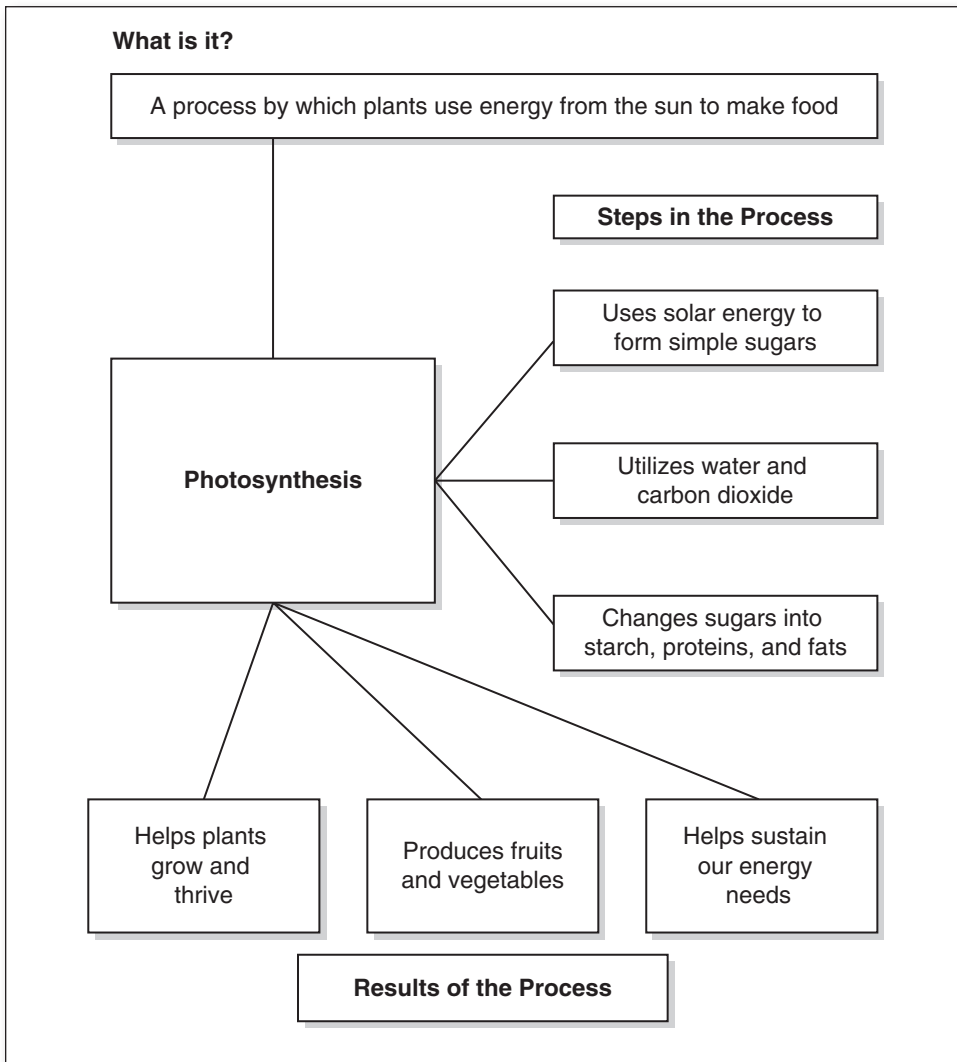 What is it?
A process by which plants use energy from the sun to make food
Steps in the Process
Uses solar energy to
form simple sugars
Photosynthesis
Utilizes water and
carbon dioxide
Changes sugars into
starch, proteins, and fats
Helps plants
grow and
thrive
Produces fruits
and vegetables
Helps sustain
our energy
needs
Results of the Process